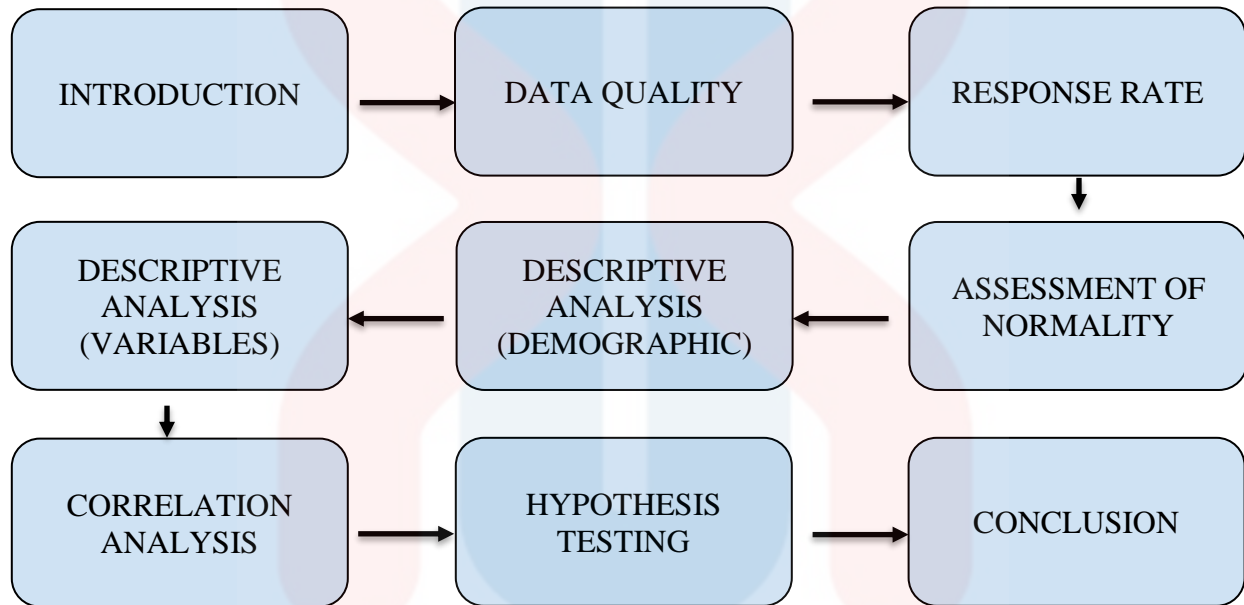 INTRODUCTION
DATA QUALITY
RESPONSE RATE
ASSESSMENT OF
NORMALITY
DESCRIPTIVE
ANALYSIS
(DEMOGRAPHIC)
DESCRIPTIVE
ANALYSIS
(VARIABLES)
CORRELATION
ANALYSIS
HYPOTHESIS
TESTING
CONCLUSION